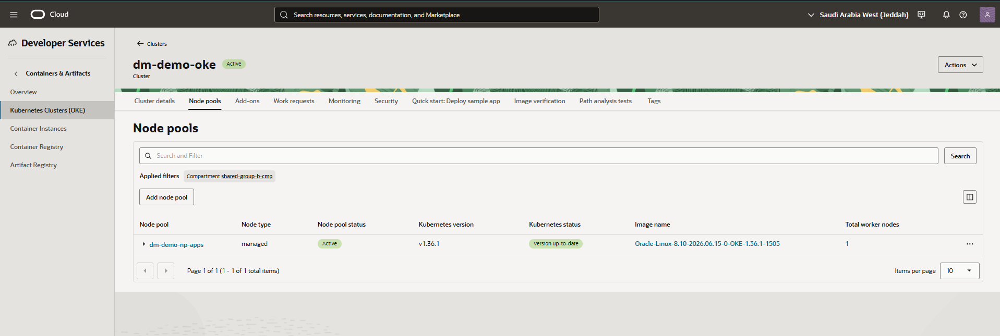 Cloud
Search resources, services, documentation, and Marketplace
Saudi Arabia West (Jeddah)
Developer Services
Containers & Artifacts
Overview
Kubernetes Clusters (OKE)
Container Instances
Container Registry
Artifact Registry
Clusters
dm-demo-oke Active
Cluster
Actions
Cluster details Node pools Add-ons Work requests Monitoring Security Quick start: Deploy sample app Image verification Path analysis tests Tags
Node pools
Search and Filter
Search
Applied filters Compartment shared-group-b-cmp
Add node pool
Node pool Node type Node pool status Kubernetes version Kubernetes status Image name Total worker nodes
dm-demo-np-apps managed Active v1.36.1 Version up-to-date Oracle-Linux-8.10-2026.06.15-0-OKE-1.36.1-1505 1
Page 1 of 1 (1 - 1 of 1 total items)
Items per page 10